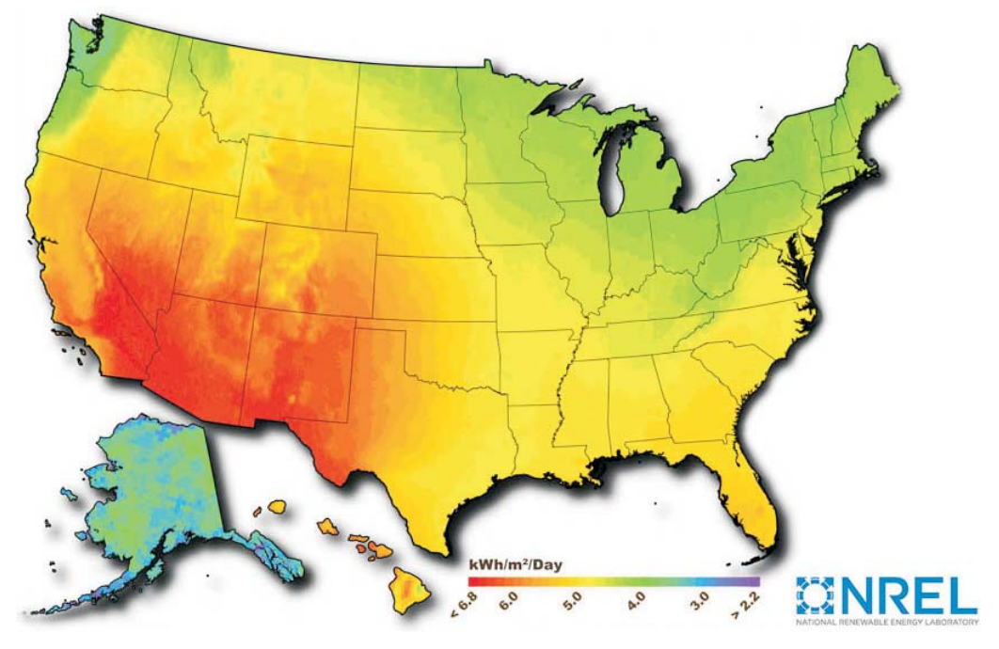 kWh/m²/Day
< 6.8 6.0 5.0 4.0 3.0 > 2.2
NREL
NATIONAL RENEWABLE ENERGY LABORATORY